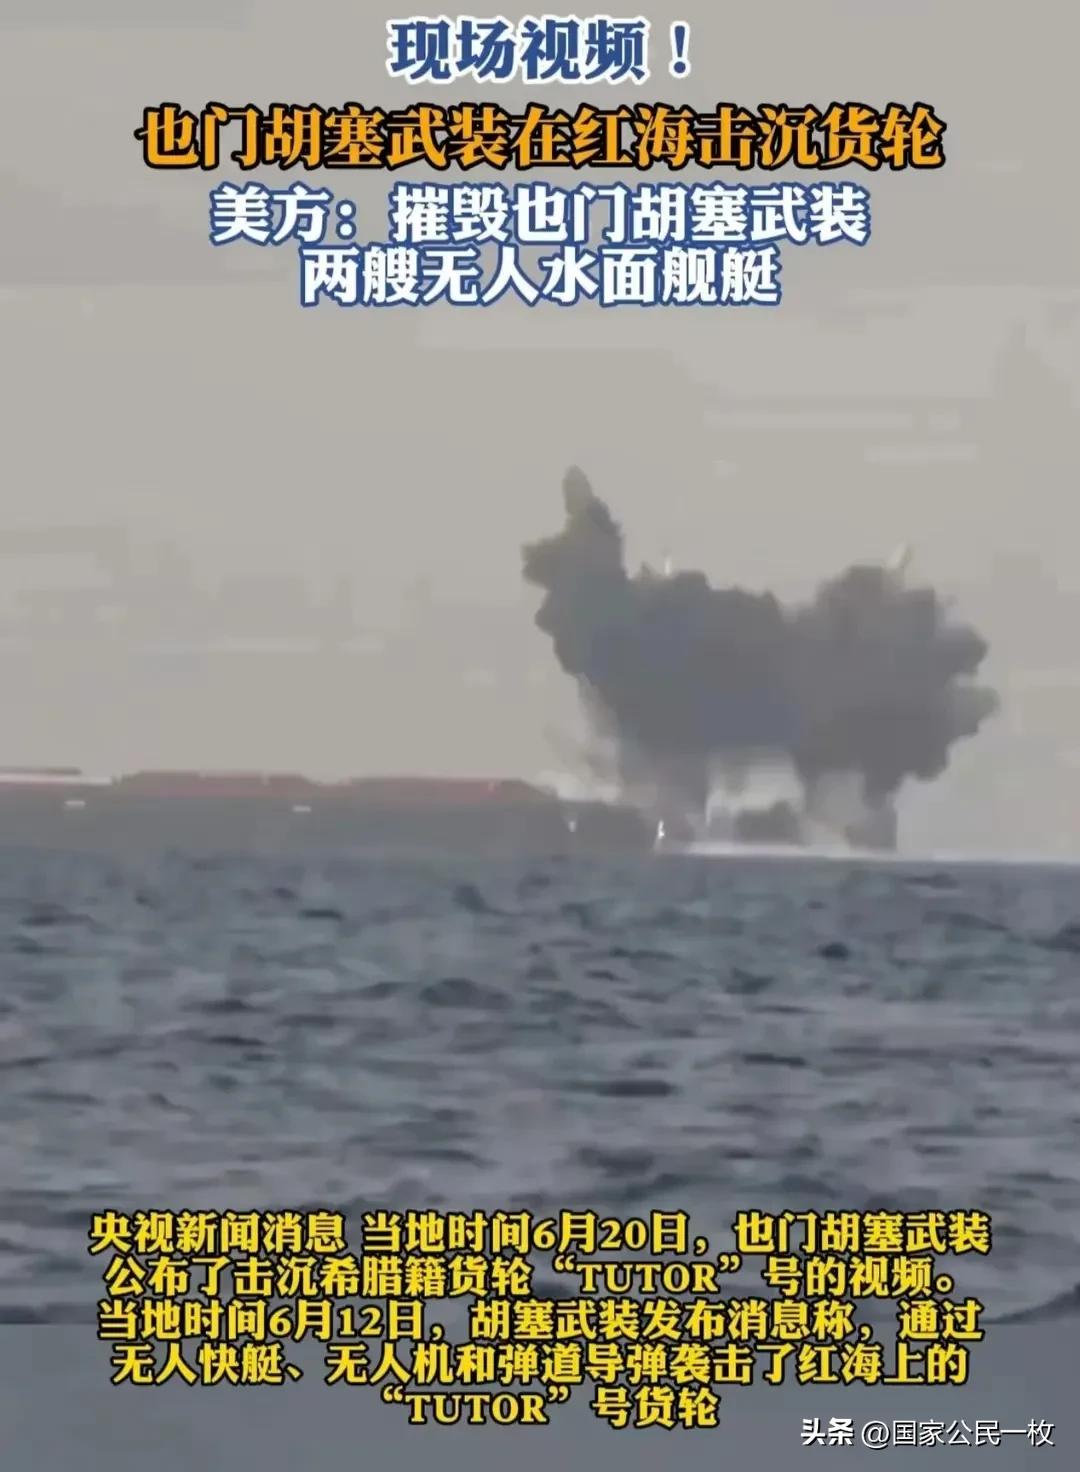 现场视频！
也门胡塞武装在红海击沉货轮
美方：摧毁也门胡塞武装
两艘无人水面舰艇
央视新闻消息 当地时间6月20日，也门胡塞武装
公布了击沉希腊籍货轮“TUTOR”号的视频。
当地时间6月12日，胡塞武装发布消息称，通过
无人快艇、无人机和弹道导弹袭击了红海上的
“TUTOR”号货轮
头条 @国家公民一枚